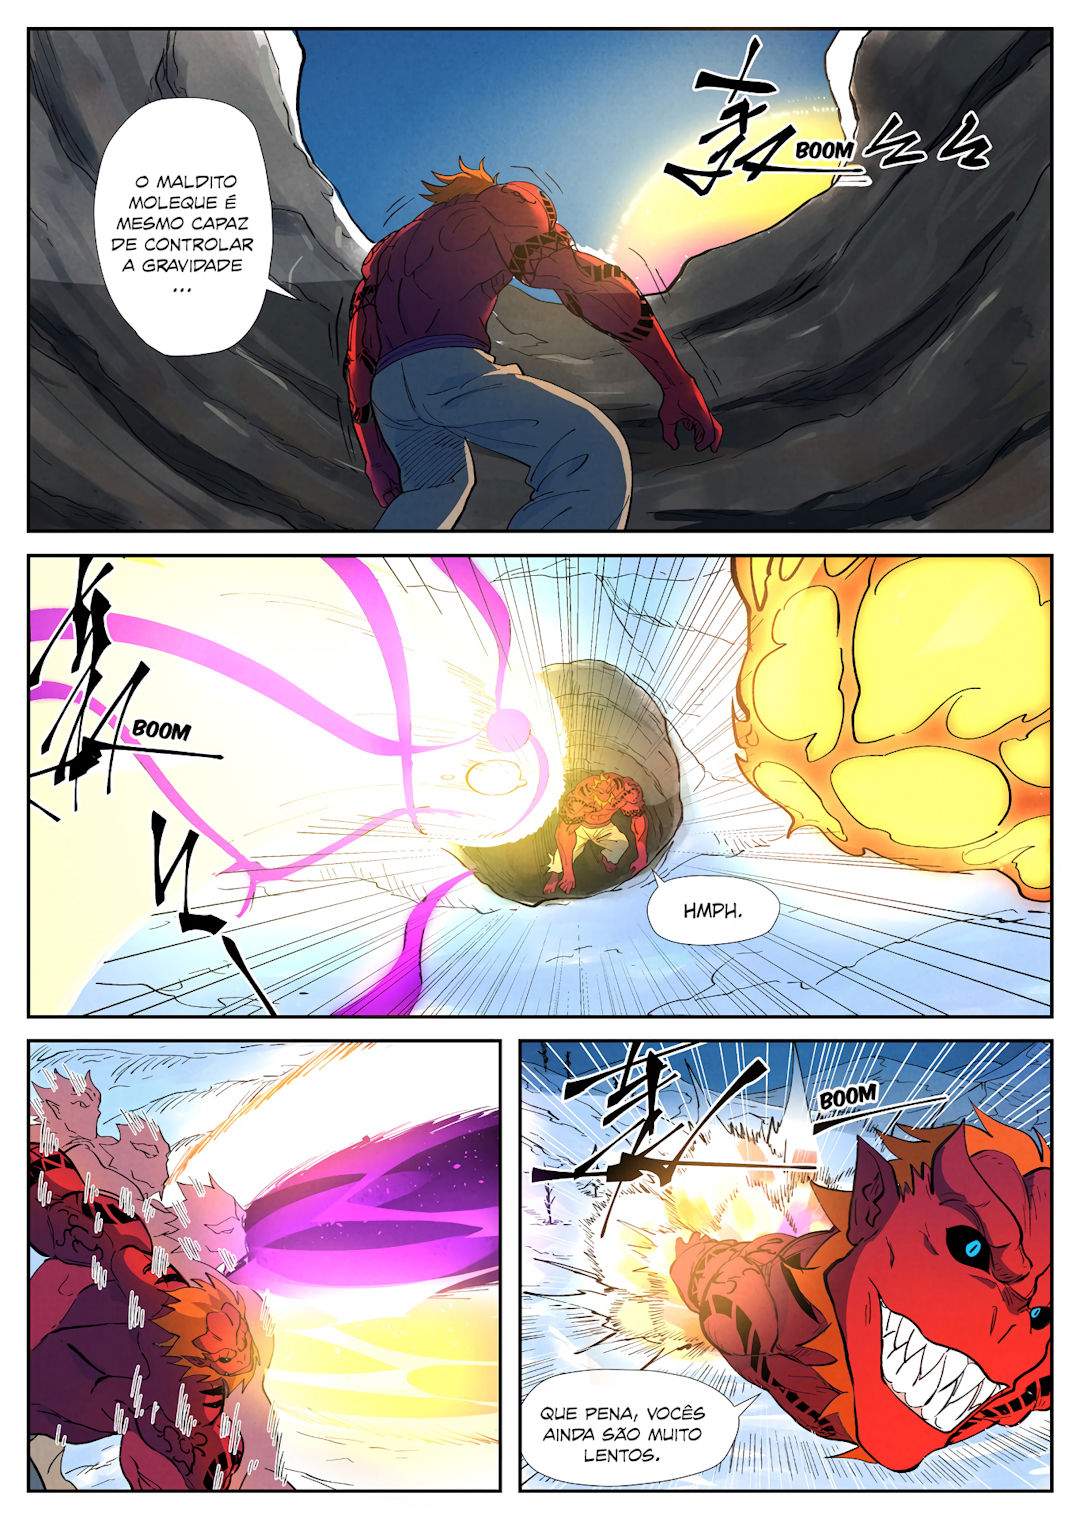 O MALDITO
MOLEQUE É
MESMO CAPAZ
DE CONTROLAR
A GRAVIDADE
...
BOOM
BOOM
HMPH.
BOOM
QUE PENA, VOCÊS
AINDA SÃO MUITO
LENTOS.